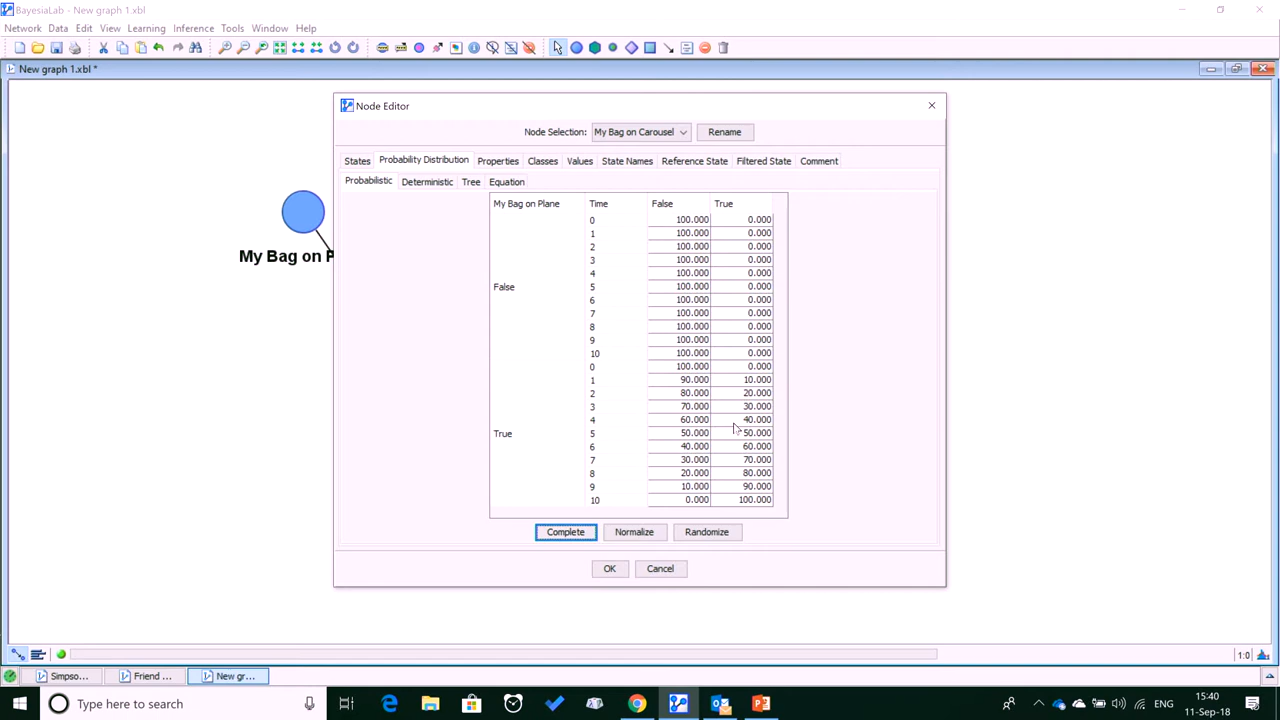 BayesiaLab - New graph 1.xbl
Network Data Edit View Learning Inference Tools Window Help
New graph 1.xbl *
Node Editor
Node Selection: My Bag on Carousel Rename
States Probability Distribution Properties Classes Values State Names Reference State Filtered State Comment
Probabilistic Deterministic Tree Equation
My Bag on Plane Time False True
0 100.000 0.000
1 100.000 0.000
2 100.000 0.000
3 100.000 0.000
4 100.000 0.000
False 5 100.000 0.000
6 100.000 0.000
7 100.000 0.000
8 100.000 0.000
9 100.000 0.000
10 100.000 0.000
0 100.000 0.000
1 90.000 10.000
2 80.000 20.000
3 70.000 30.000
4 60.000 40.000
True 5 50.000 50.000
6 40.000 60.000
7 30.000 70.000
8 20.000 80.000
9 10.000 90.000
10 0.000 100.000
My Bag on P
Complete Normalize Randomize
OK Cancel
1:0
Simpso... Friend ... New gr...
Type here to search
ENG
15:40
11-Sep-18